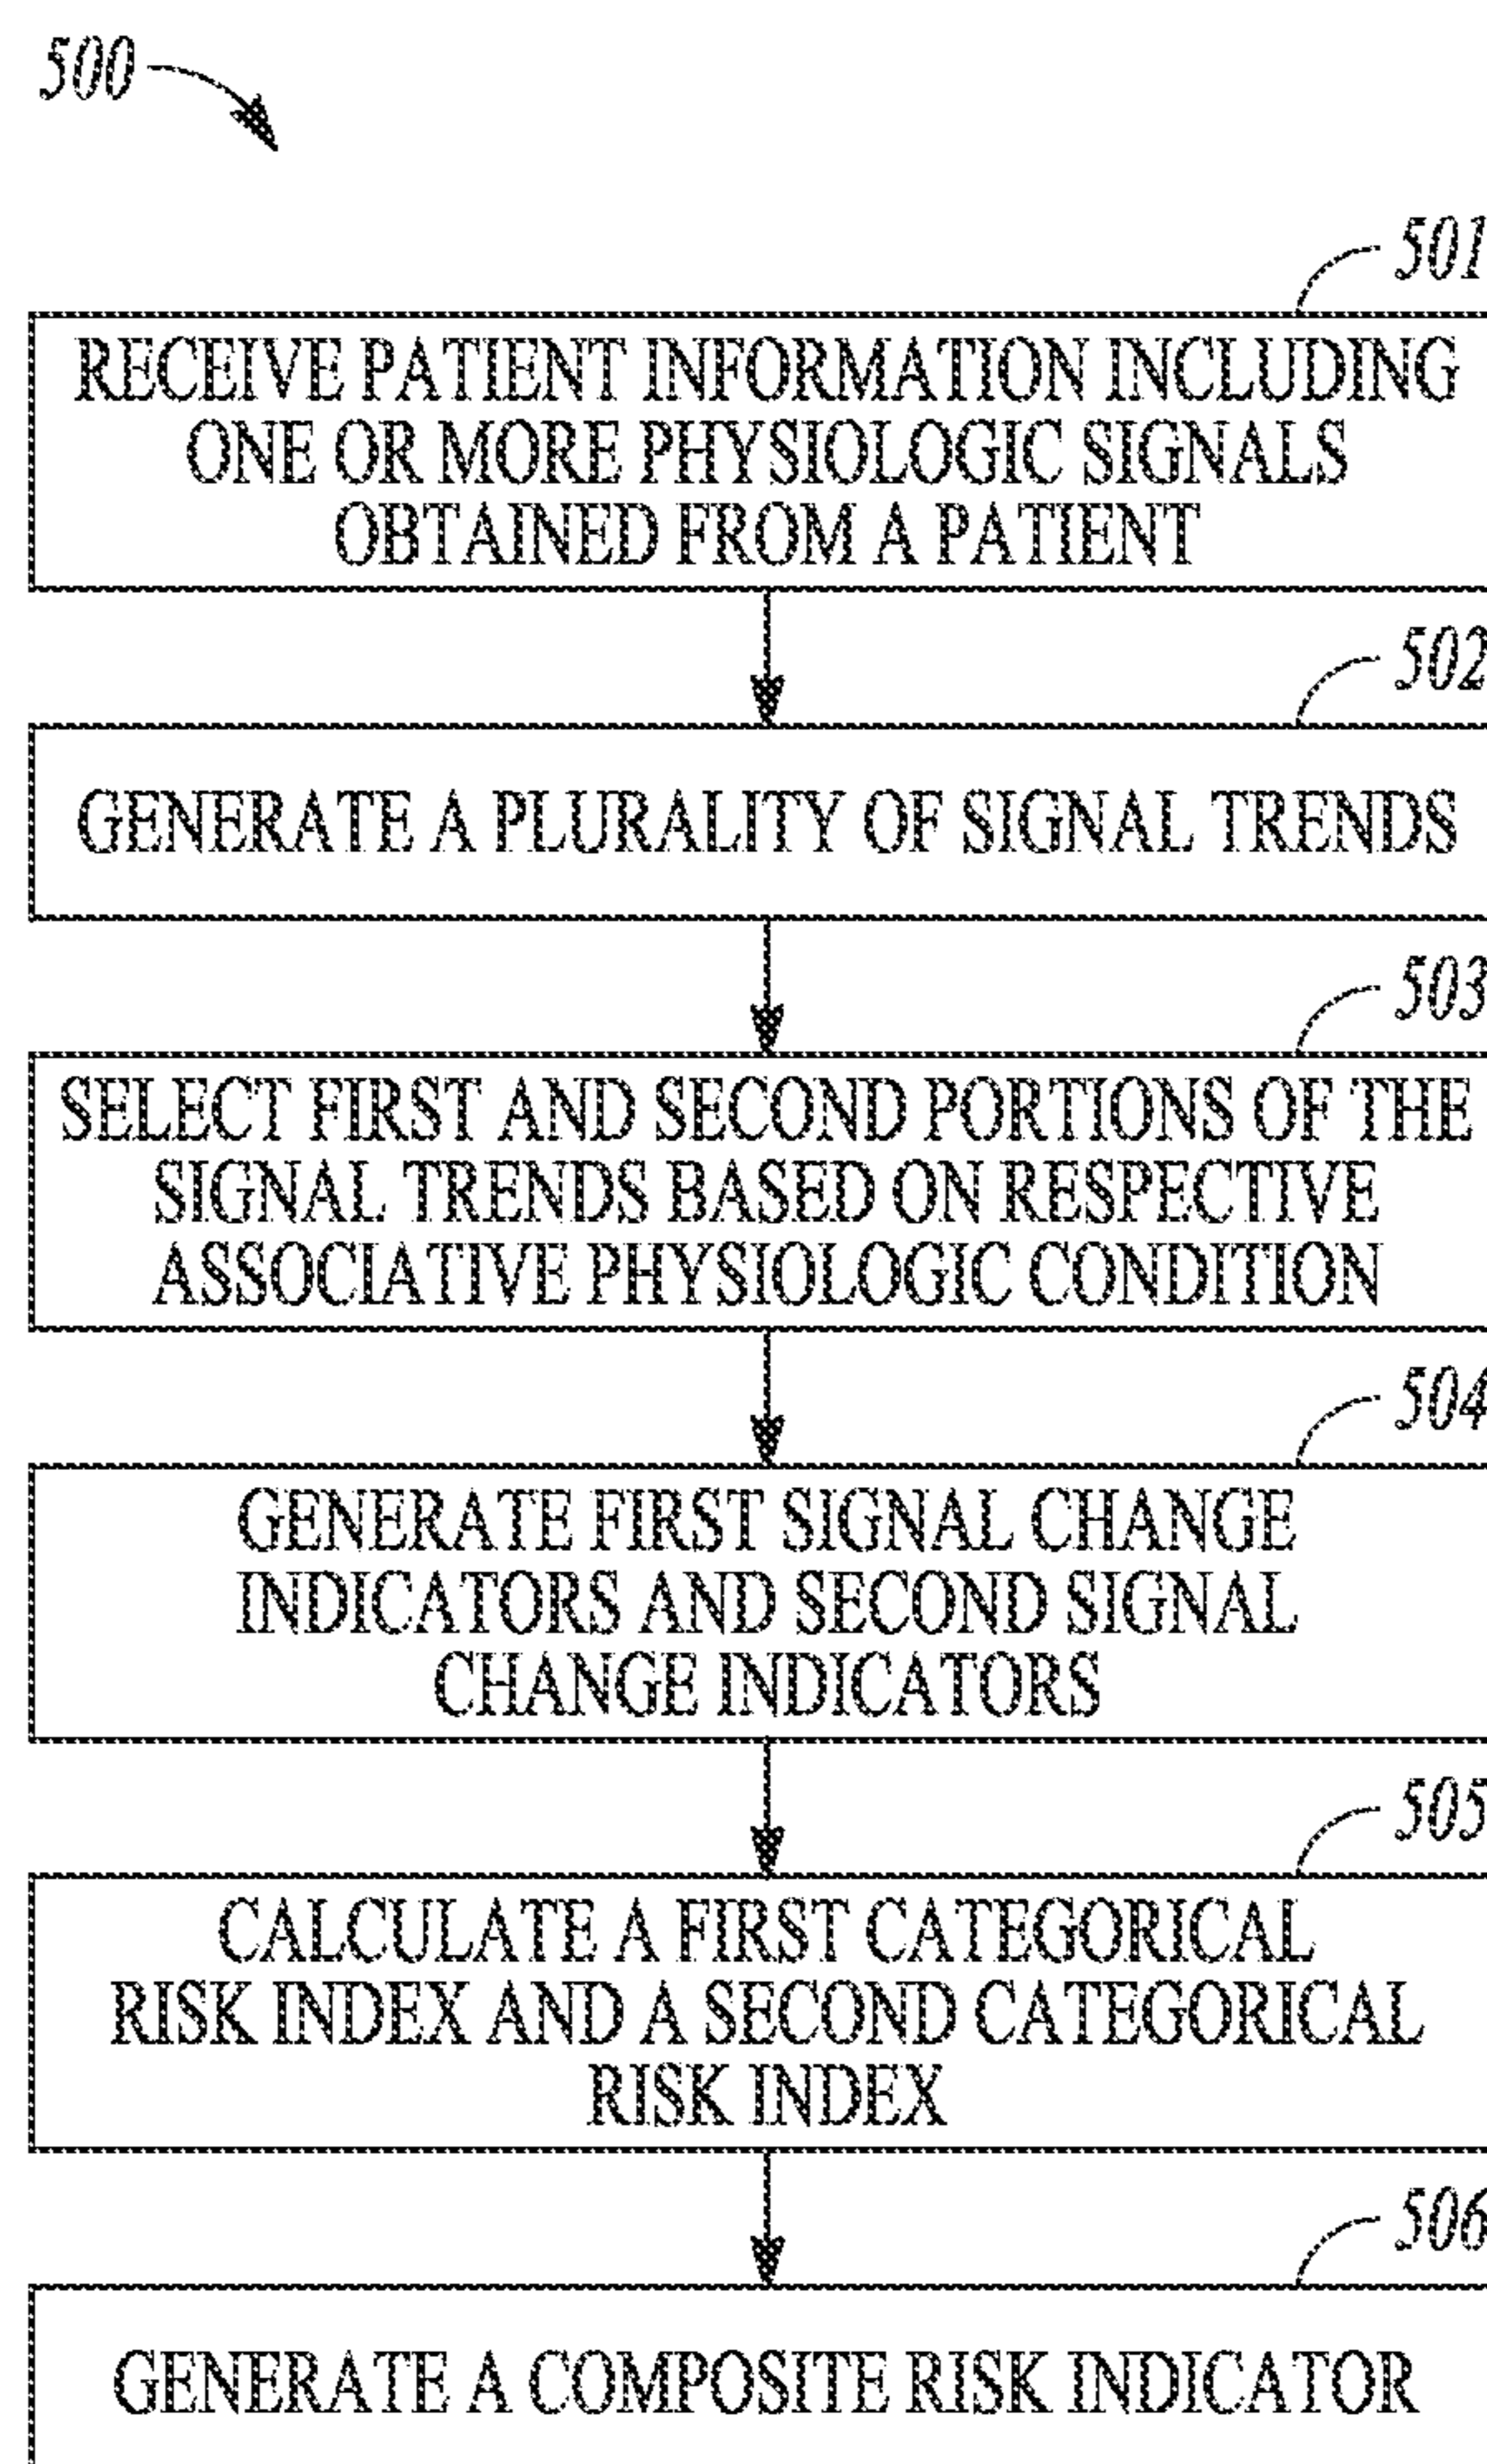 500
501
RECEIVE PATIENT INFORMATION INCLUDING
ONE OR MORE PHYSIOLOGIC SIGNALS
OBTAINED FROM A PATIENT
502
GENERATE A PLURALITY OF SIGNAL TRENDS
503
SELECT FIRST AND SECOND PORTIONS OF THE
SIGNAL TRENDS BASED ON RESPECTIVE
ASSOCIATIVE PHYSIOLOGIC CONDITION
504
GENERATE FIRST SIGNAL CHANGE
INDICATORS AND SECOND SIGNAL
CHANGE INDICATORS
505
CALCULATE A FIRST CATEGORICAL
RISK INDEX AND A SECOND CATEGORICAL
RISK INDEX
506
GENERATE A COMPOSITE RISK INDICATOR